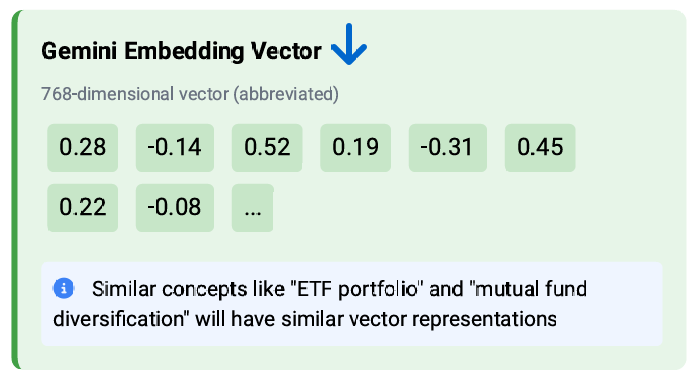 Gemini Embedding Vector
768-dimensional vector (abbreviated)
0.28 -0.14 0.52 0.19 -0.31 0.45
0.22 -0.08 ...
Similar concepts like "ETF portfolio" and "mutual fund
diversification" will have similar vector representations